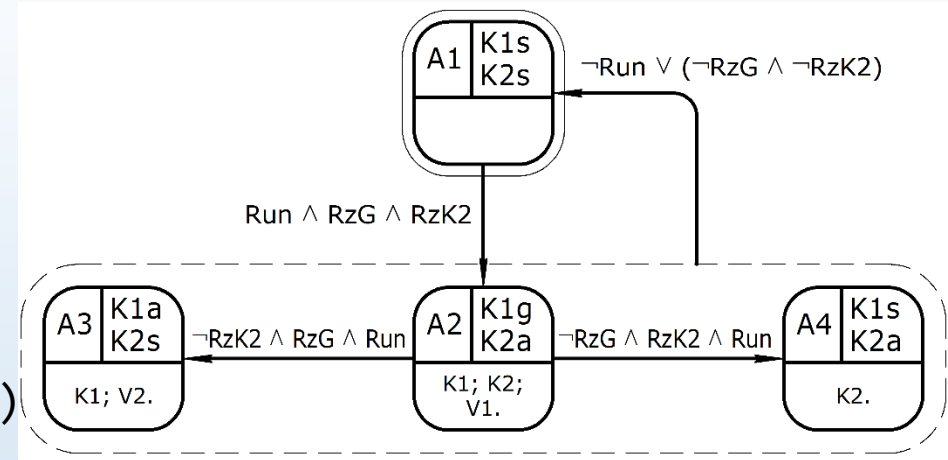 A1
K1s
K2s
¬Run ∨ (¬RzG ∧ ¬RzK2)
Run ∧ RzG ∧ RzK2
A3
K1a
K2s
K1; V2.
¬RzK2 ∧ RzG ∧ Run
A2
K1g
K2a
K1; K2;
V1.
¬RzG ∧ RzK2 ∧ Run
A4
K1s
K2a
K2.
)